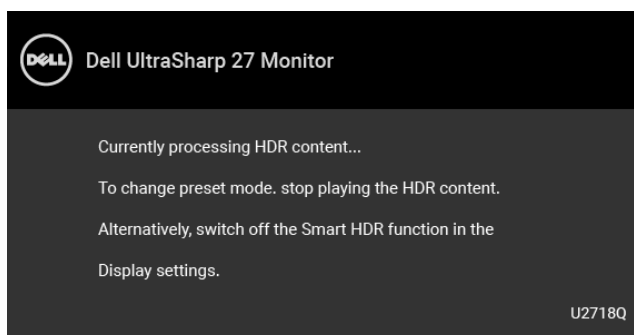 DELL
Dell UltraSharp 27 Monitor
Currently processing HDR content...
To change preset mode. stop playing the HDR content.
Alternatively, switch off the Smart HDR function in the
Display settings.
U2718Q